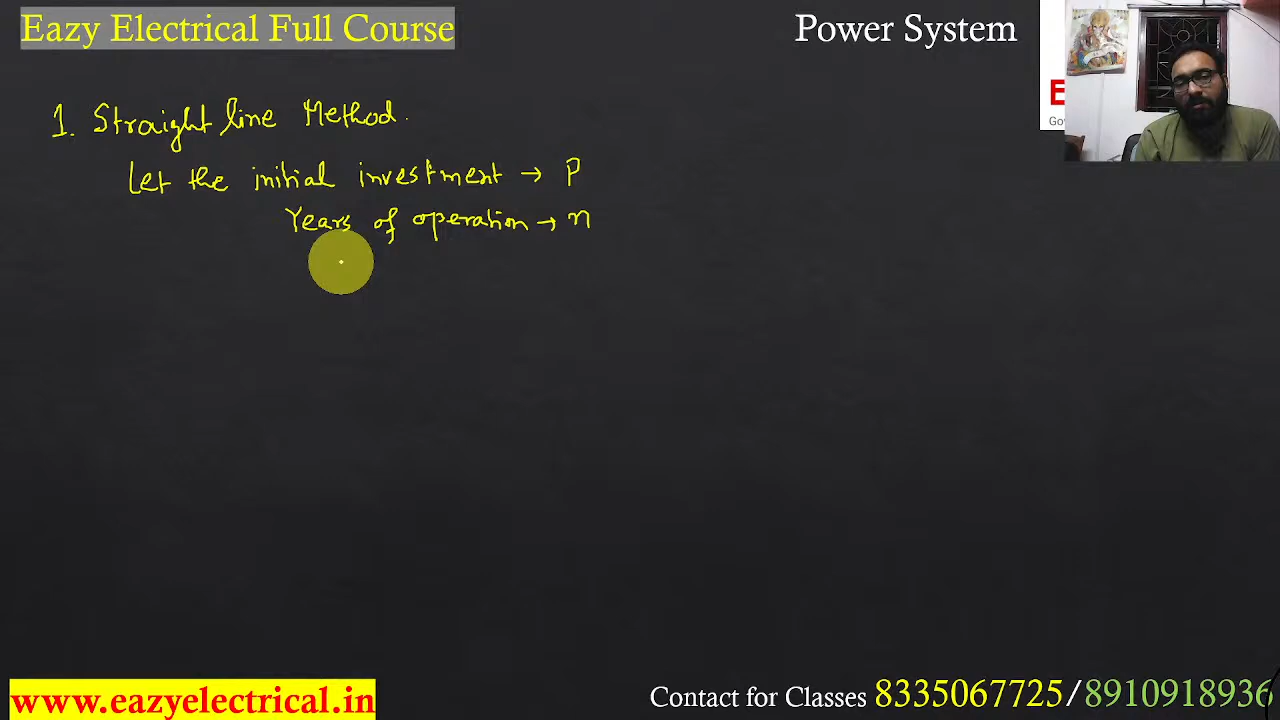 Eazy Electrical Full Course
Power System
1. Straight line Method.
Let the initial investment → P
Years of operation → n
www.eazyelectrical.in
Contact for Classes 8335067725/8910918936